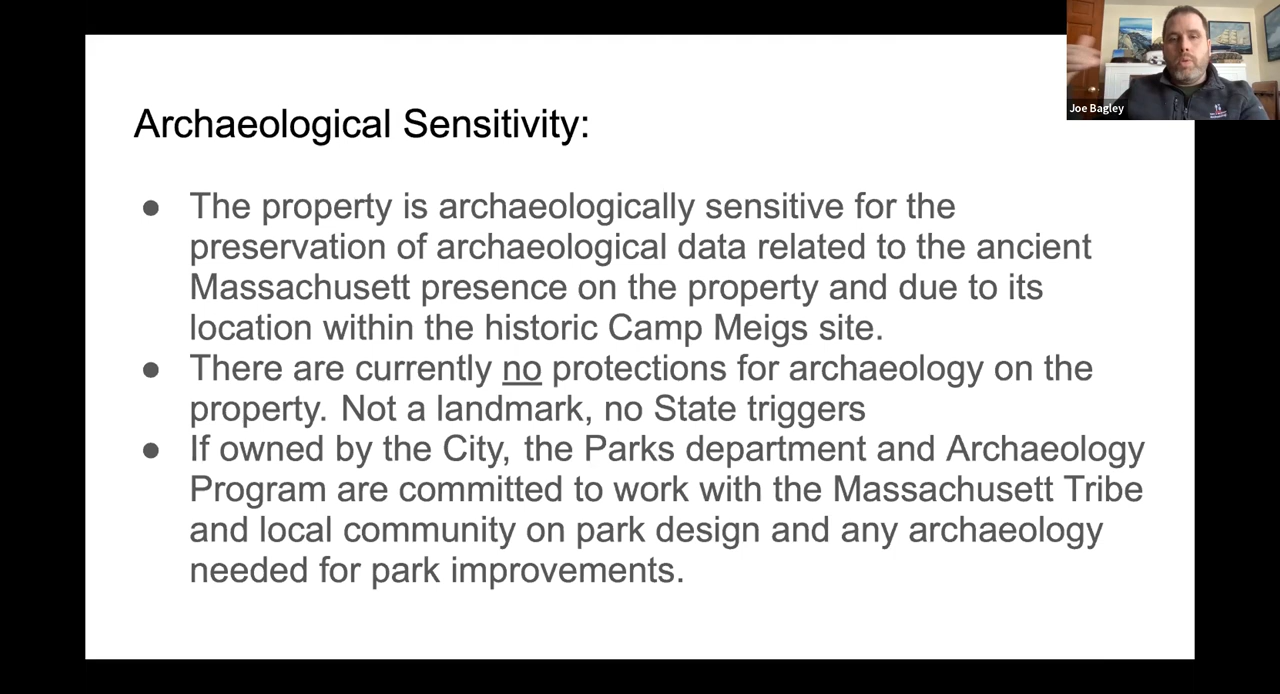 Joe Bagley
Archaeological Sensitivity:
● The property is archaeologically sensitive for the
preservation of archaeological data related to the ancient
Massachusett presence on the property and due to its
location within the historic Camp Meigs site.
● There are currently no protections for archaeology on the
property. Not a landmark, no State triggers
● If owned by the City, the Parks department and Archaeology
Program are committed to work with the Massachusett Tribe
and local community on park design and any archaeology
needed for park improvements.